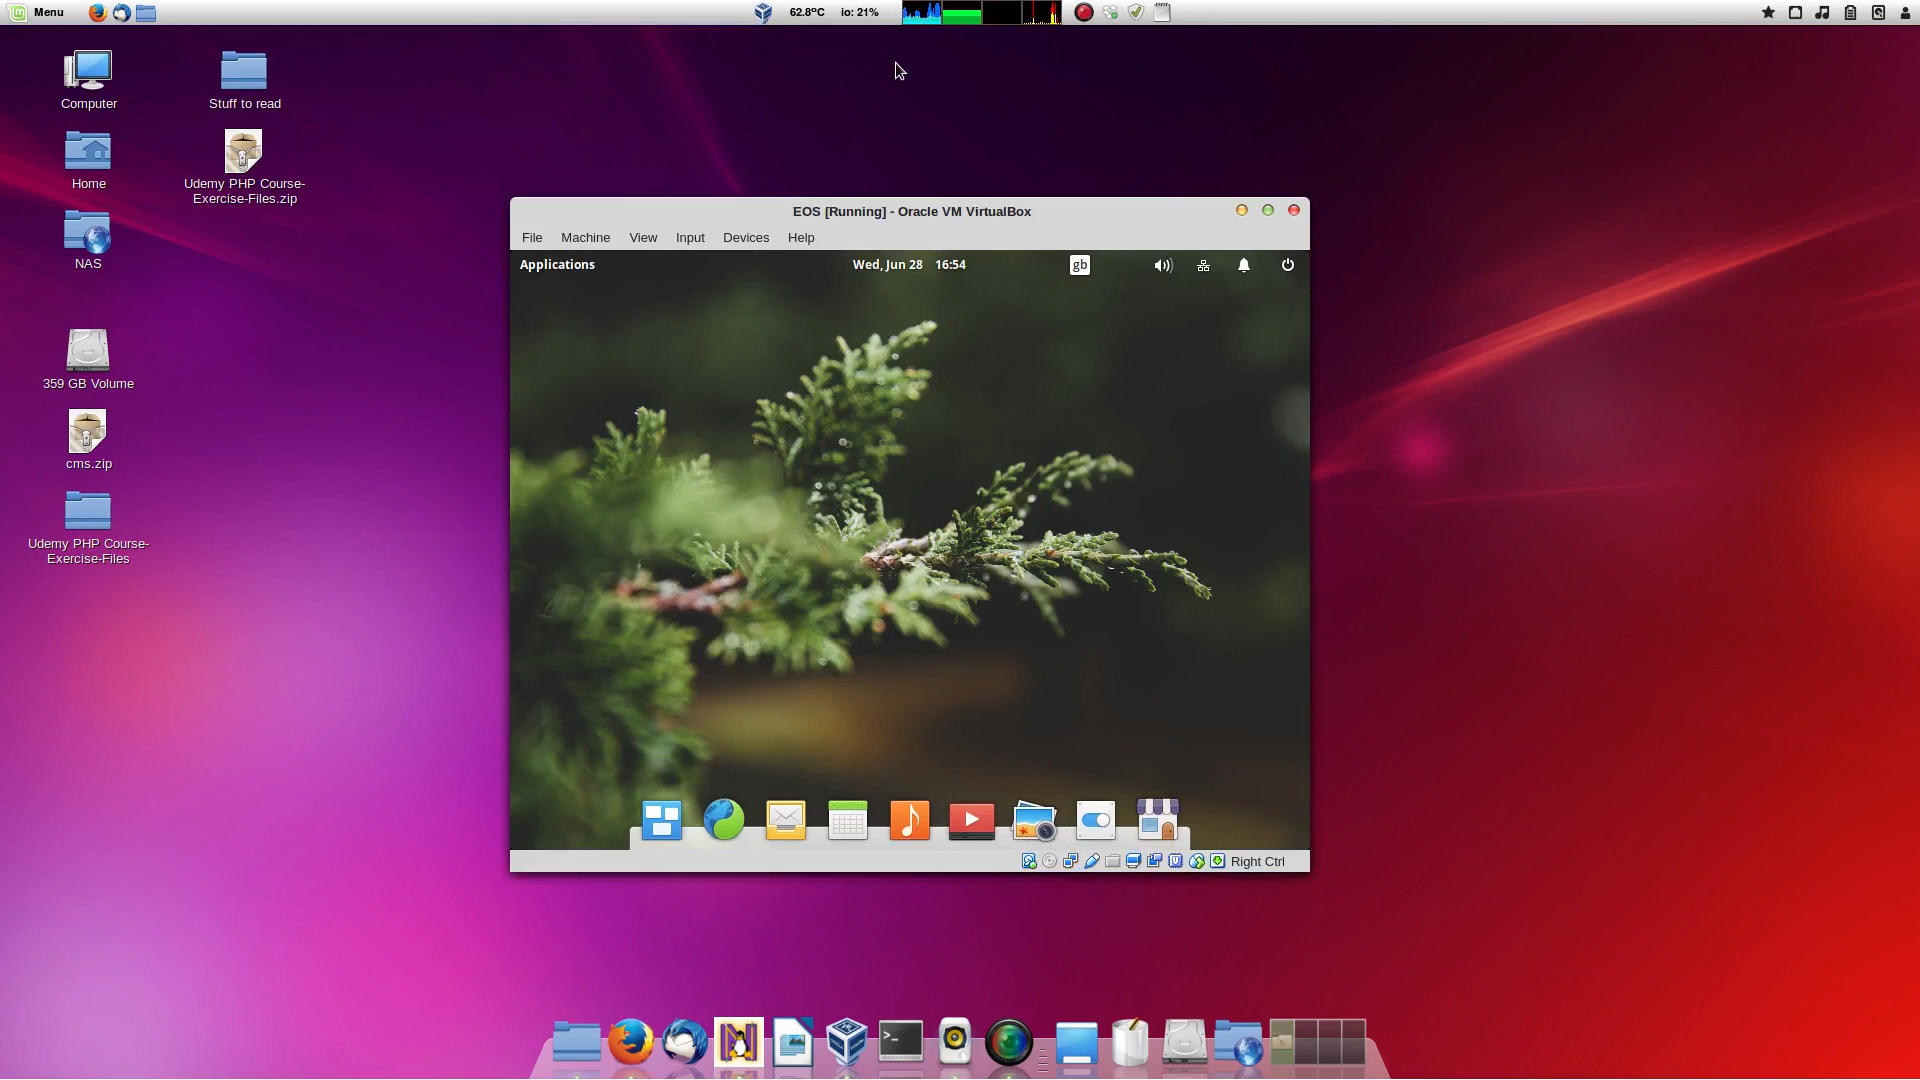 Menu
62.8°C io: 21%
Computer
Stuff to read
Home
Udemy PHP Course-
Exercise-Files.zip
NAS
359 GB Volume
cms.zip
Udemy PHP Course-
Exercise-Files
EOS [Running] - Oracle VM VirtualBox
File Machine View Input Devices Help
Applications Wed, Jun 28 16:54 gb
Right Ctrl